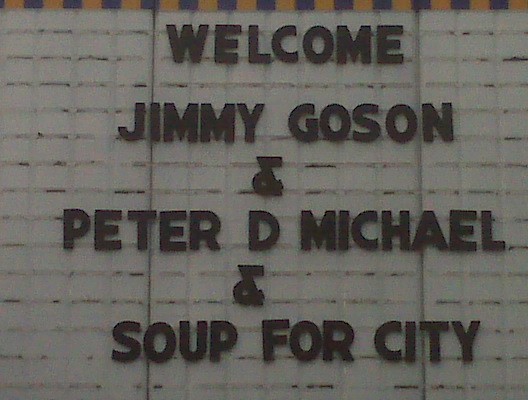 WELCOME
JIMMY GOSON
&
PETER D MICHAEL
&
SOUP FOR CITY